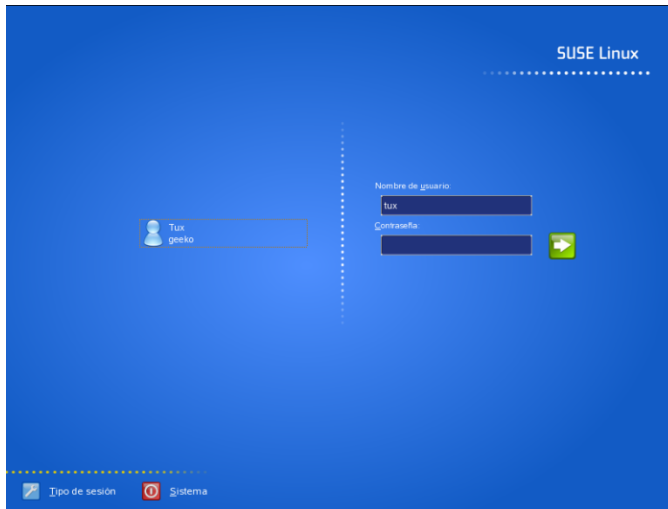 SUSE Linux
Tux
geeko
Nombre de usuario:
tux
Contraseña:
Tipo de sesión
Sistema